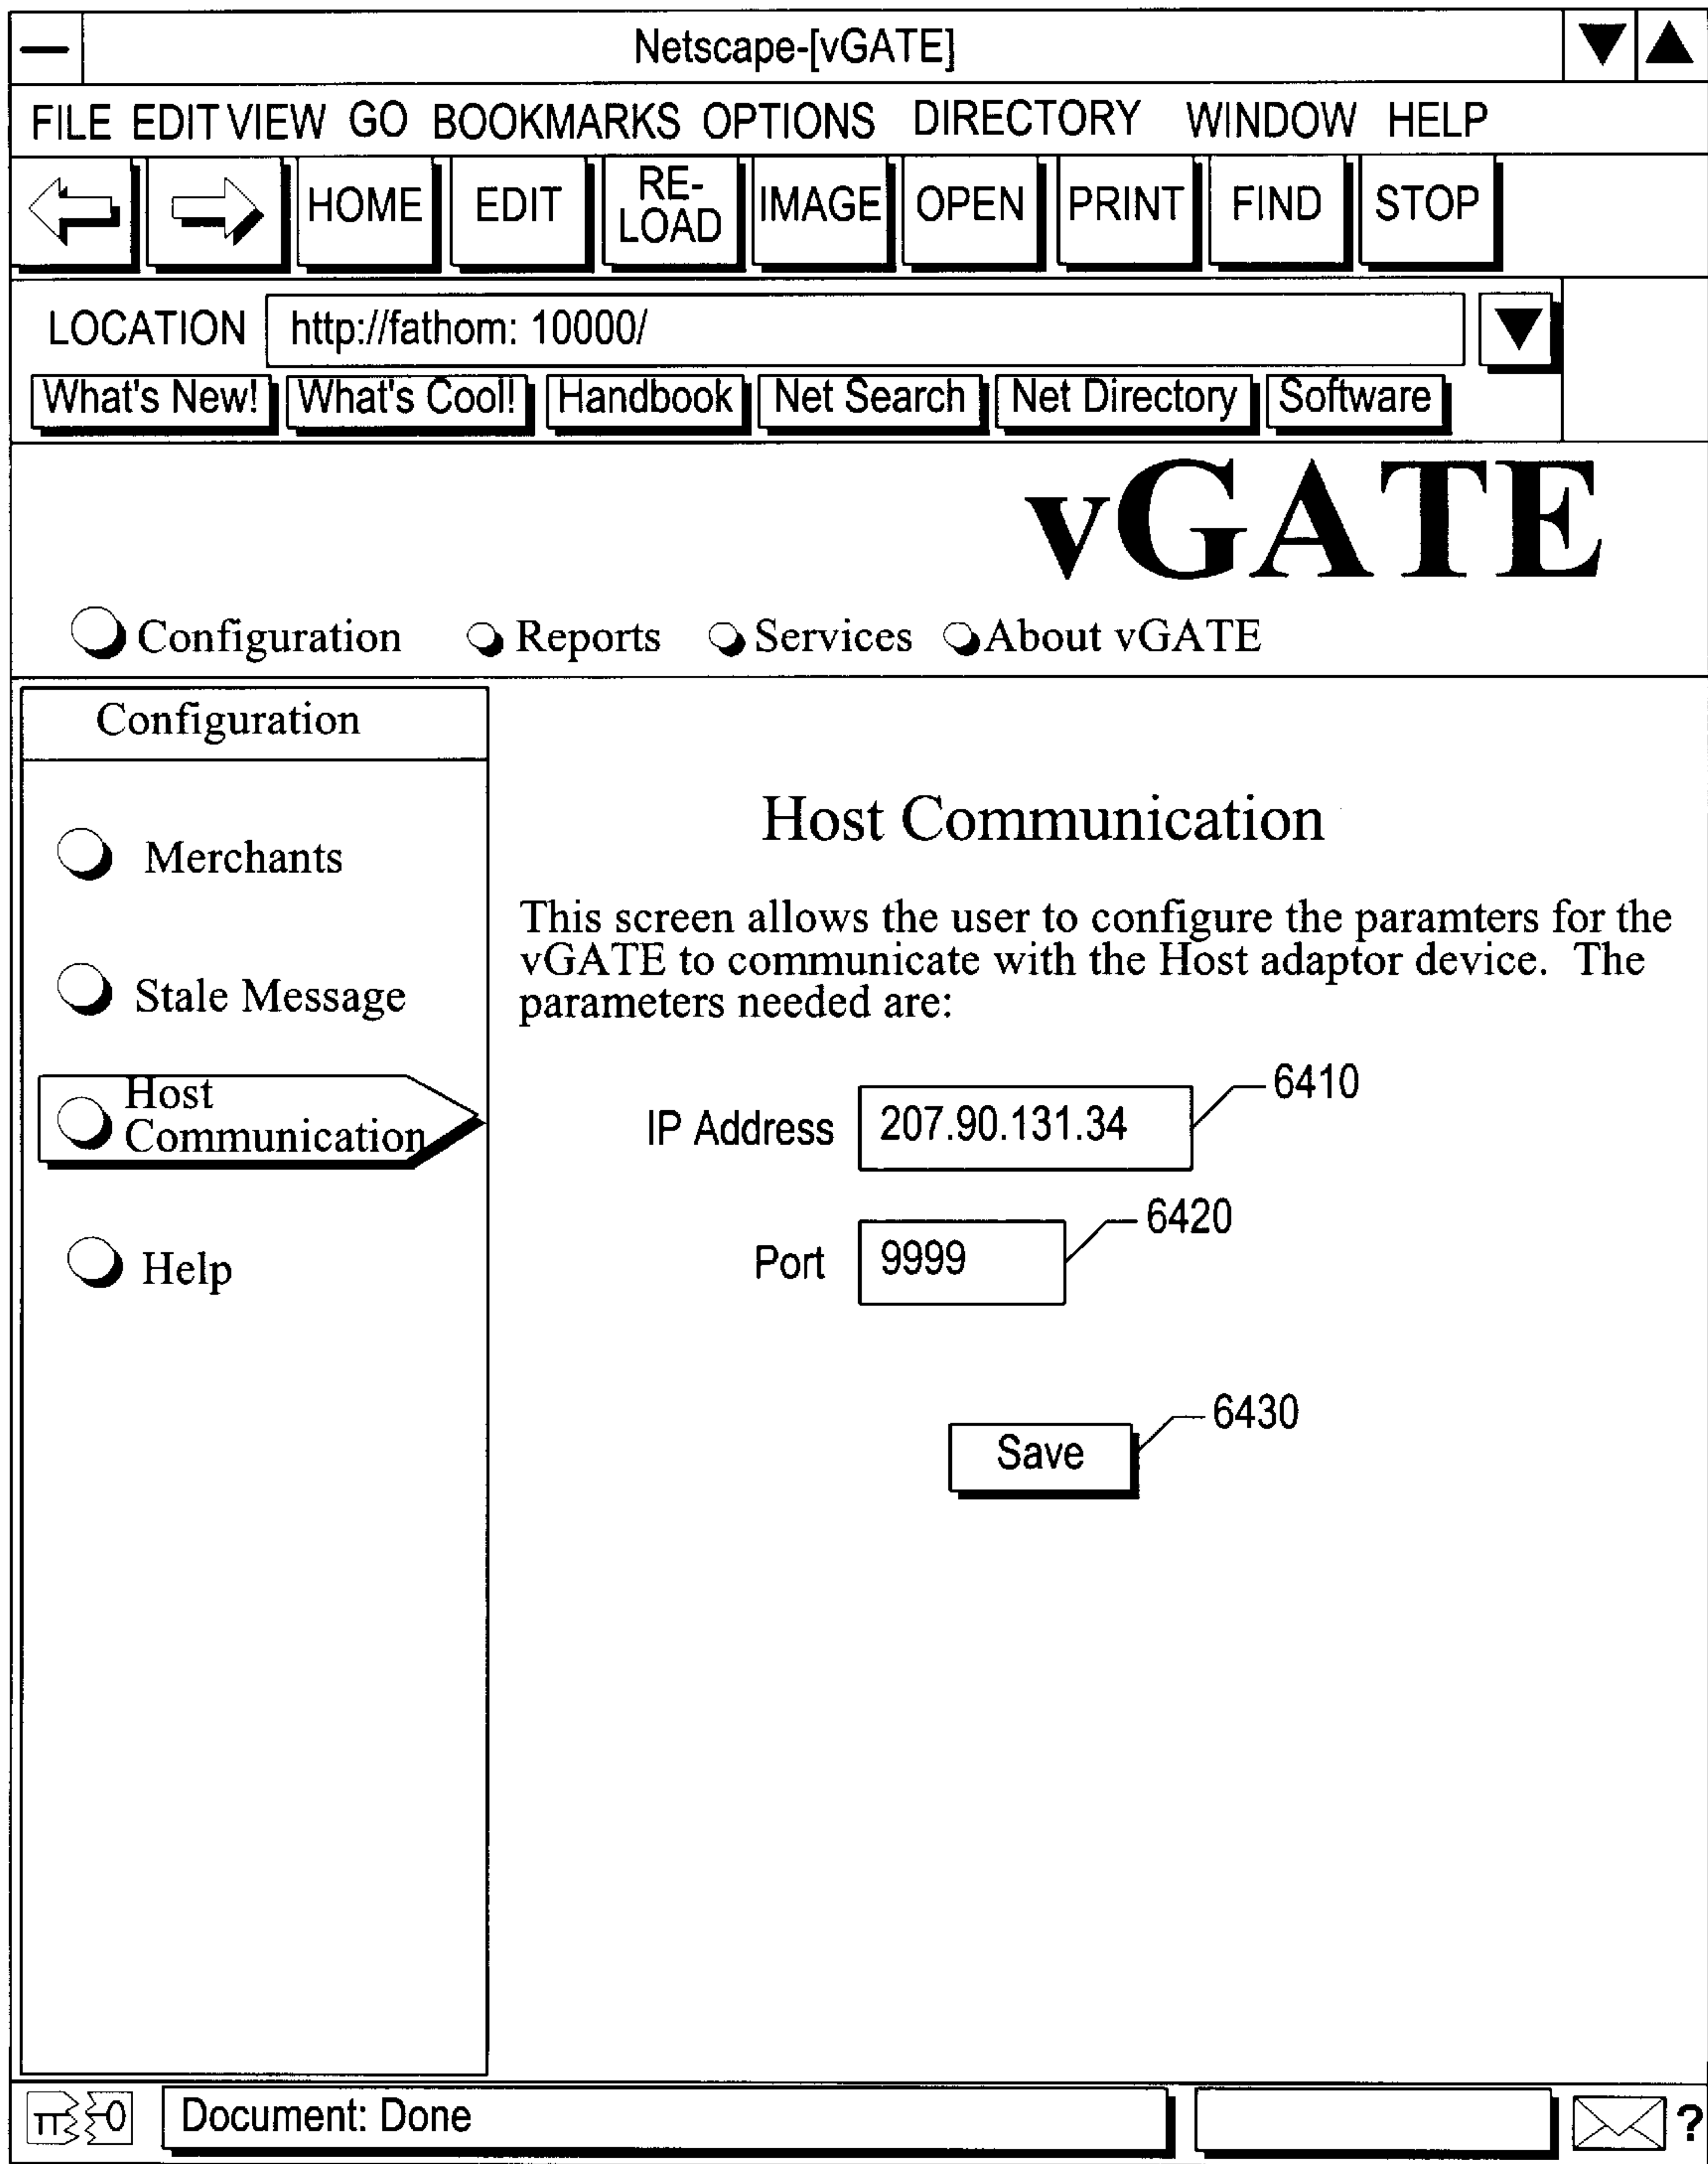 Netscape-[vGATE]
FILE EDIT VIEW GO BOOKMARKS OPTIONS DIRECTORY WINDOW HELP
HOME EDIT RE-LOAD IMAGE OPEN PRINT FIND STOP
LOCATION http://fathom: 10000/
What's New! What's Cool! Handbook Net Search Net Directory Software
vGATE
Configuration Reports Services About vGATE
Configuration
Merchants
Stale Message
Host
Communication
Help
Host Communication
This screen allows the user to configure the paramters for the
vGATE to communicate with the Host adaptor device. The
parameters needed are:
IP Address 207.90.131.34 6410
Port 9999 6420
Save 6430
Document: Done
?